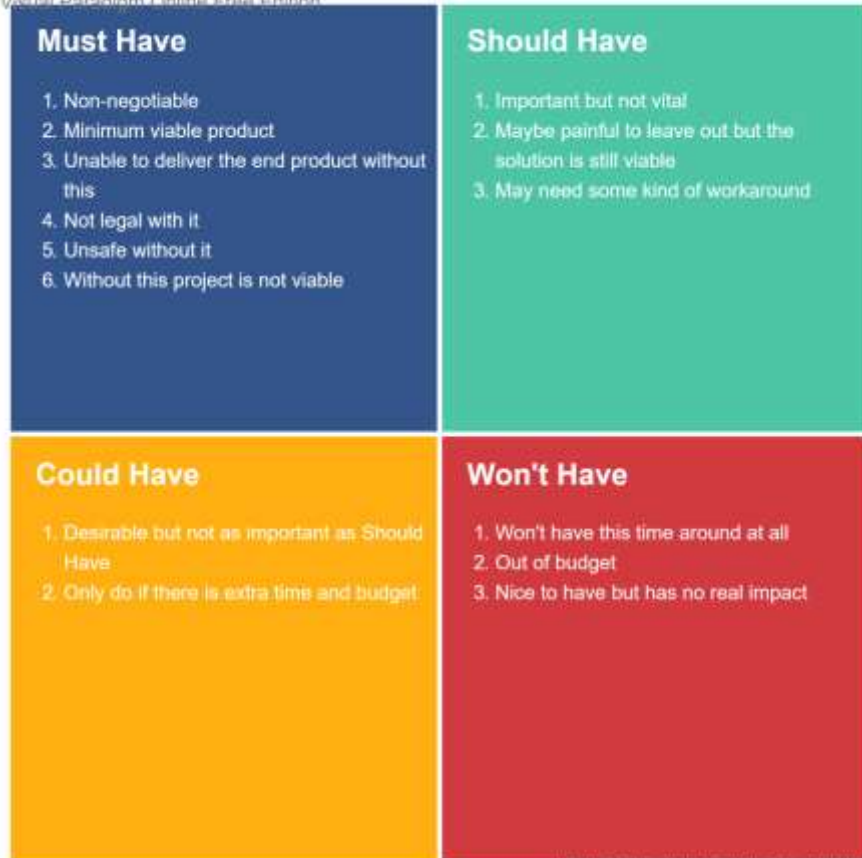 Visual Paradigm Online Free Edition
Must Have
1. Non-negotiable
2. Minimum viable product
3. Unable to deliver the end product without
this
4. Not legal with it
5. Unsafe without it
6. Without this project is not viable
Should Have
1. Important but not vital
2. Maybe painful to leave out but the
solution is still viable
3. May need some kind of workaround
Could Have
1. Desirable but not as important as Should
Have
2. Only do if there is extra time and budget
Won't Have
1. Won't have this time around at all
2. Out of budget
3. Nice to have but has no real impact